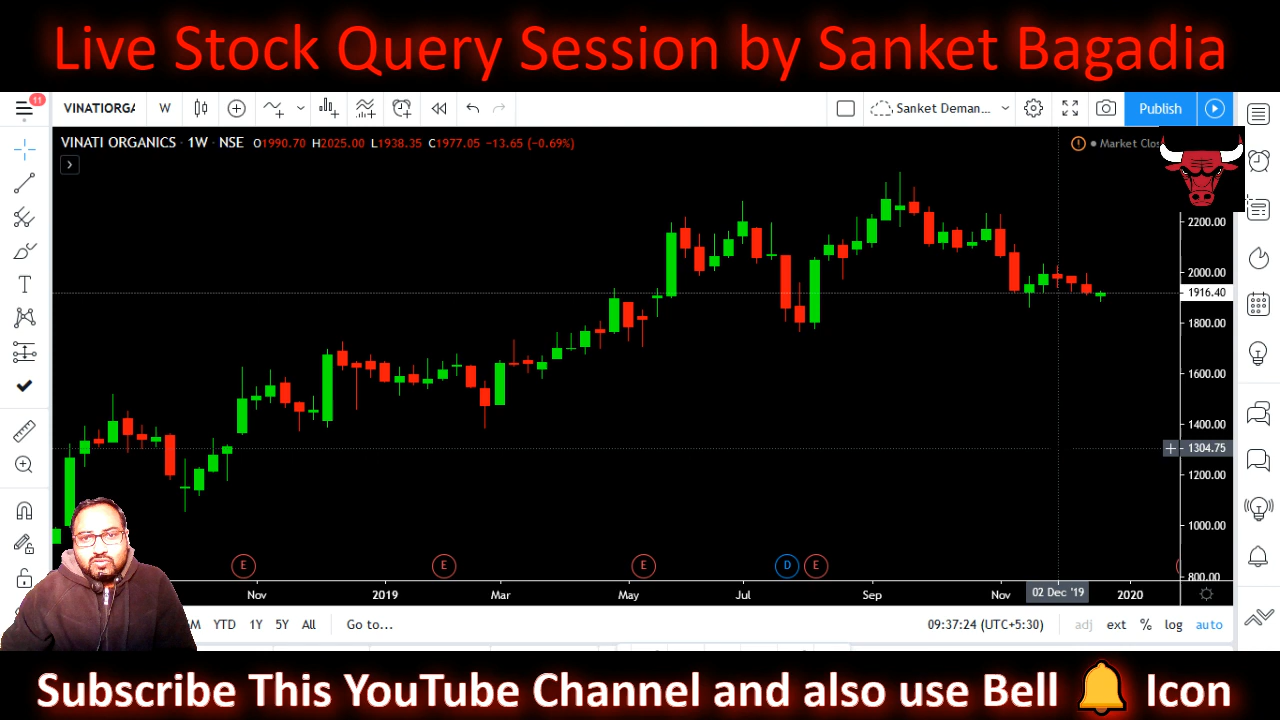 Live Stock Query Session by Sanket Bagadia
11
VINATIORGA
W
Sanket Deman...
Publish
VINATI ORGANICS · 1W · NSE O1990.70 H2025.00 L1938.35 C1977.05 −13.65 (−0.69%)
Market Clo
2200.00
2000.00
1916.40
1800.00
1600.00
1400.00
1304.75
1200.00
1000.00
800.00
E E E D E
Nov 2019 Mar May Jul Sep Nov 02 Dec '19 2020
M YTD 1Y 5Y All Go to... 09:37:24 (UTC+5:30) adj ext % log auto
Subscribe This YouTube Channel and also use Bell Icon